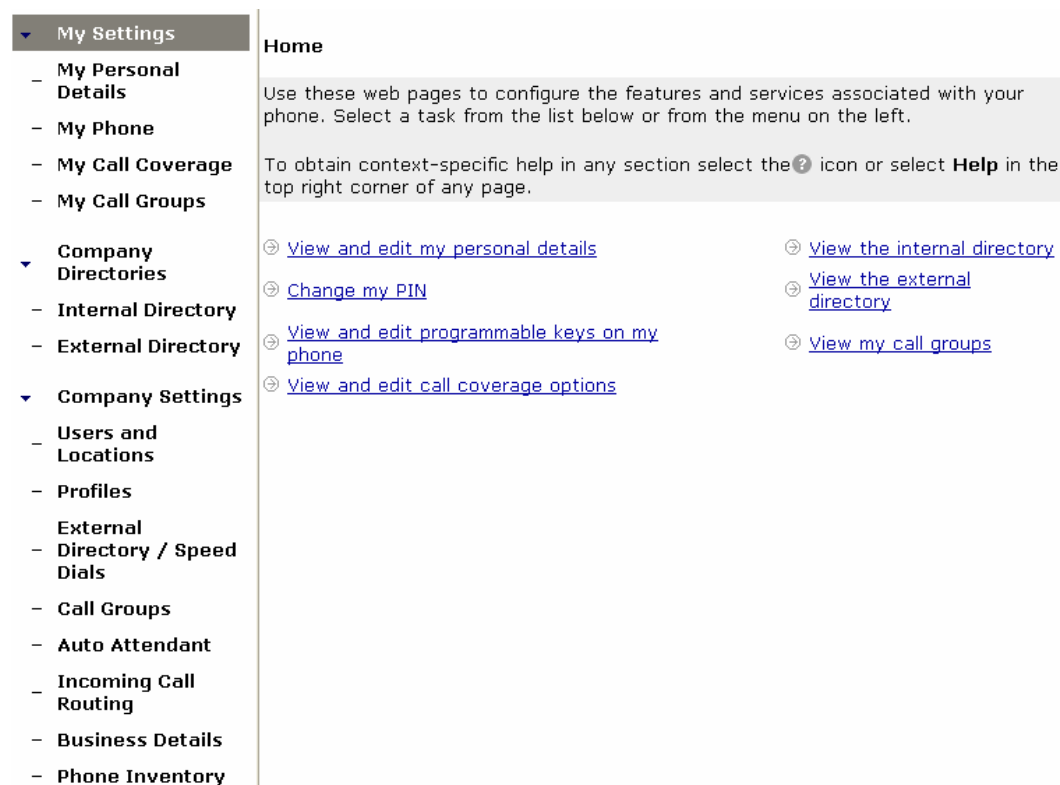 My Settings
My Personal
Details
– My Phone
– My Call Coverage
– My Call Groups
Company
Directories
– Internal Directory
– External Directory
Company Settings
Users and
Locations
– Profiles
External
– Directory / Speed
Dials
– Call Groups
– Auto Attendant
Incoming Call
Routing
– Business Details
– Phone Inventory
Home
Use these web pages to configure the features and services associated with your
phone. Select a task from the list below or from the menu on the left.
To obtain context-specific help in any section select the ? icon or select Help in the
top right corner of any page.
View and edit my personal details
Change my PIN
View and edit programmable keys on my
phone
View and edit call coverage options
View the internal directory
View the external
directory
View my call groups